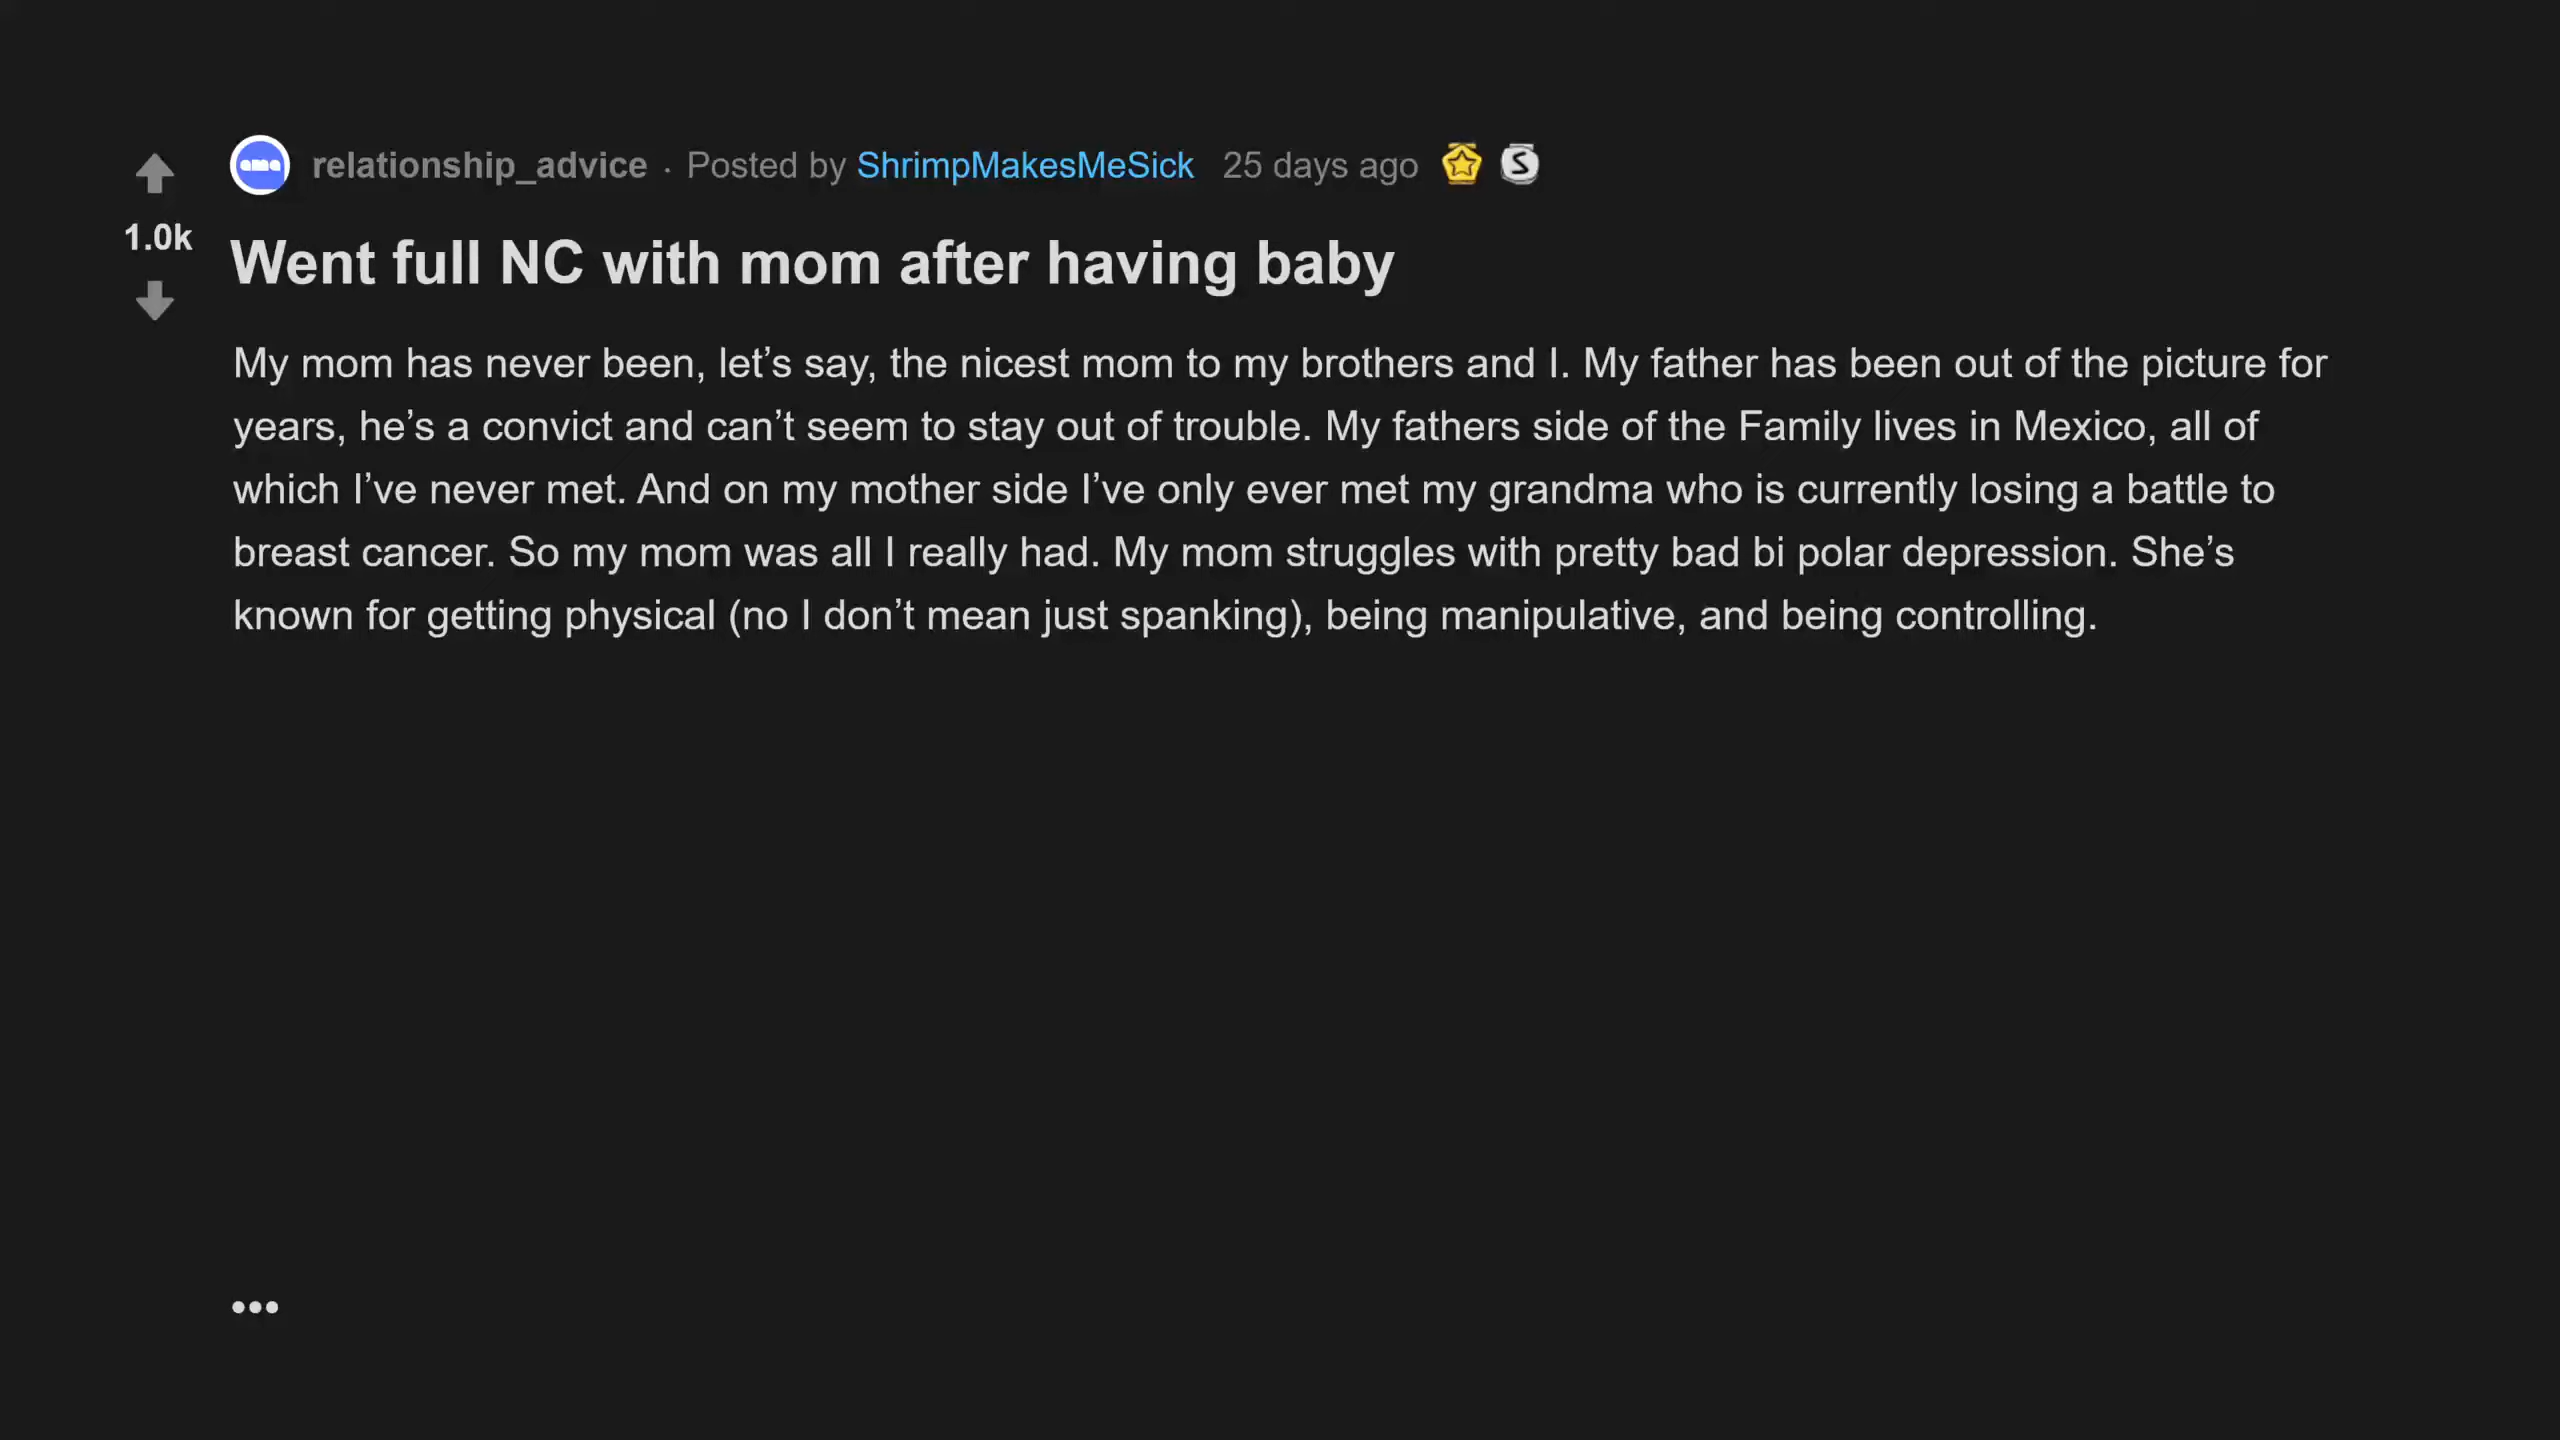 ama relationship_advice · Posted by ShrimpMakesMeSick 25 days ago S
1.0k
Went full NC with mom after having baby
My mom has never been, let’s say, the nicest mom to my brothers and I. My father has been out of the picture for
years, he’s a convict and can’t seem to stay out of trouble. My fathers side of the Family lives in Mexico, all of
which I’ve never met. And on my mother side I’ve only ever met my grandma who is currently losing a battle to
breast cancer. So my mom was all I really had. My mom struggles with pretty bad bi polar depression. She’s
known for getting physical (no I don’t mean just spanking), being manipulative, and being controlling.
•••